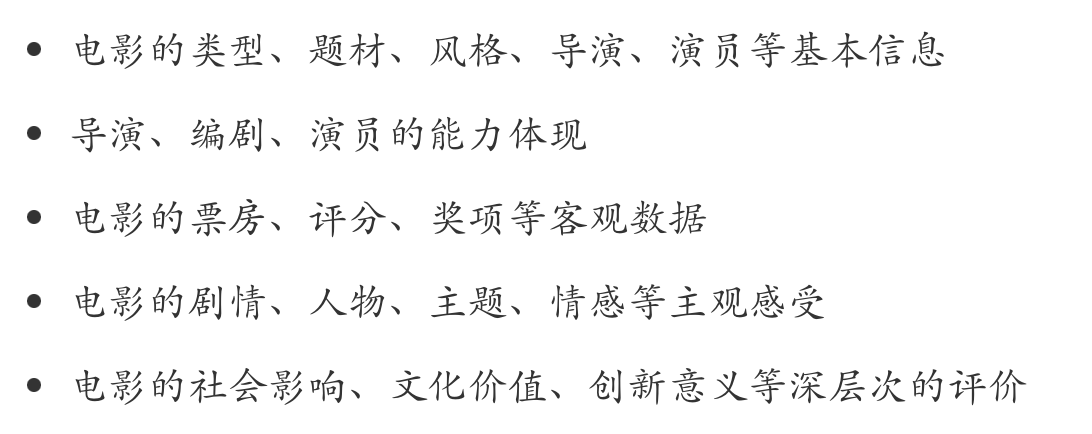 • 电影的类型、题材、风格、导演、演员等基本信息
• 导演、编剧、演员的能力体现
• 电影的票房、评分、奖项等客观数据
• 电影的剧情、人物、主题、情感等主观感受
• 电影的社会影响、文化价值、创新意义等深层次的评价